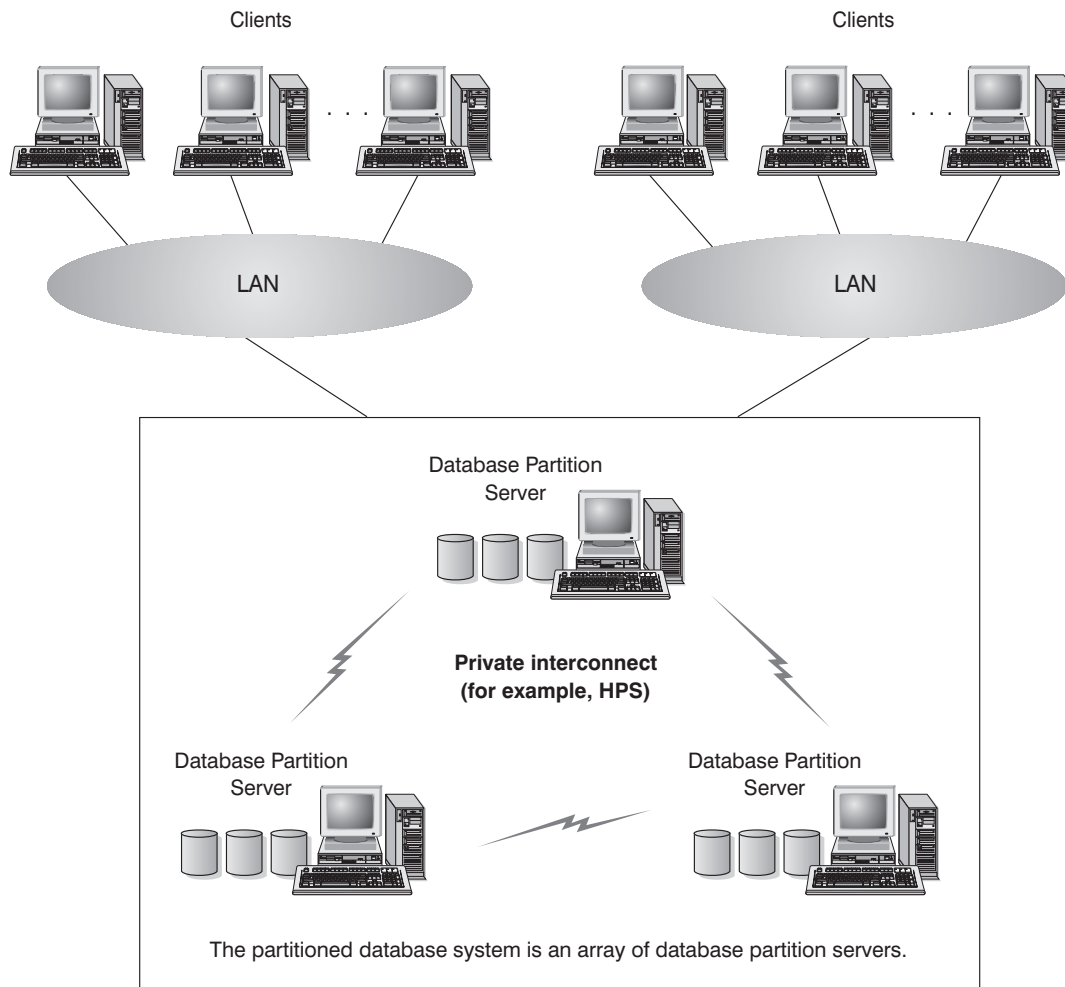 Clients
Clients
. . .
. . .
LAN
LAN
Database Partition
Server
Private interconnect
(for example, HPS)
Database Partition
Server
Database Partition
Server
The partitioned database system is an array of database partition servers.